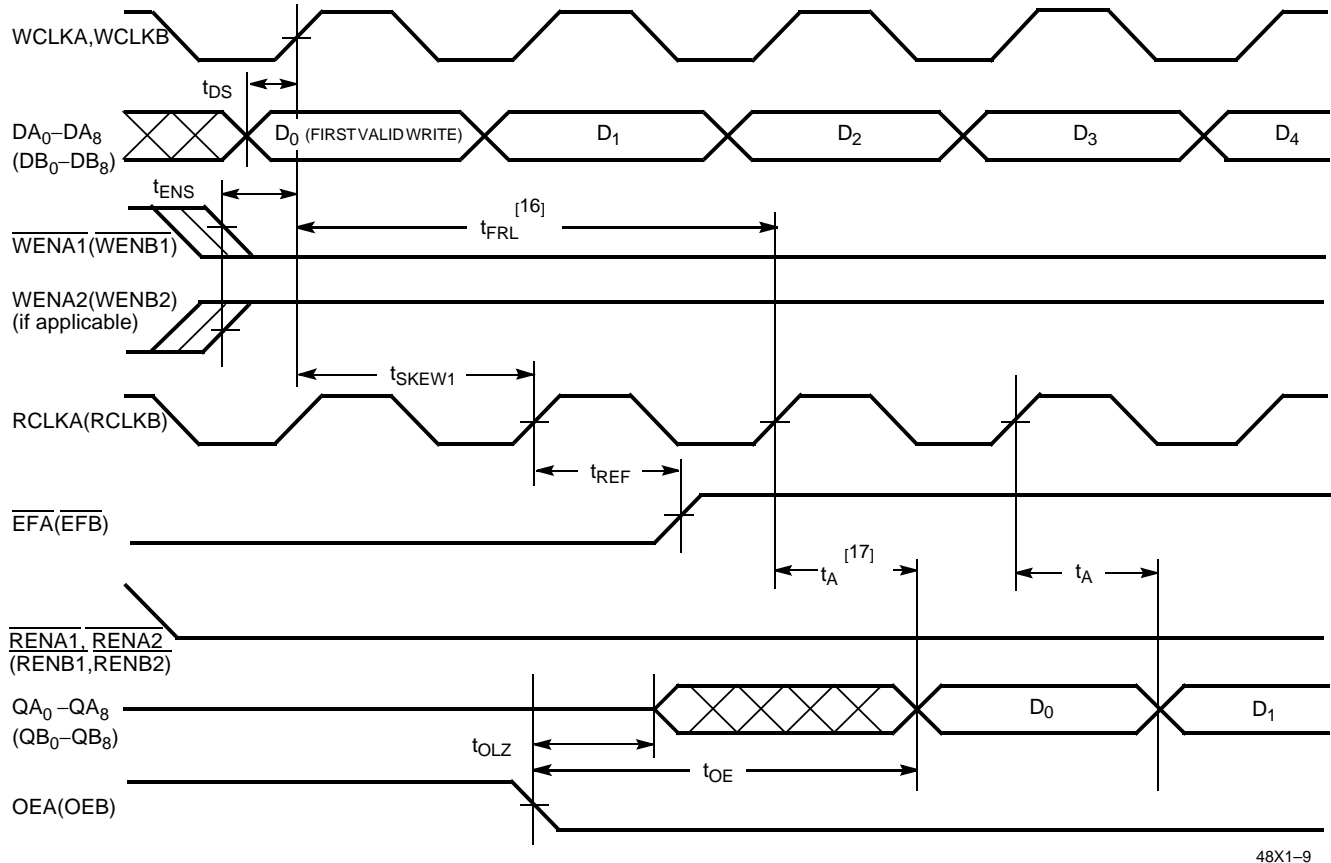 WCLKA,WCLKB
tDS
DA0–DA8
(DB0–DB8)
D0 (FIRST VALID WRITE)
D1
D2
D3
D4
tENS
[16]
tFRL
WENA1(WENB1)
WENA2(WENB2)
(if applicable)
tSKEW1
RCLKA(RCLKB)
tREF
EFA(EFB)
[17]
tA
tA
RENA1, RENA2
(RENB1,RENB2)
QA0 –QA8
(QB0–QB8)
D0
D1
tOLZ
tOE
OEA(OEB)
48X1–9